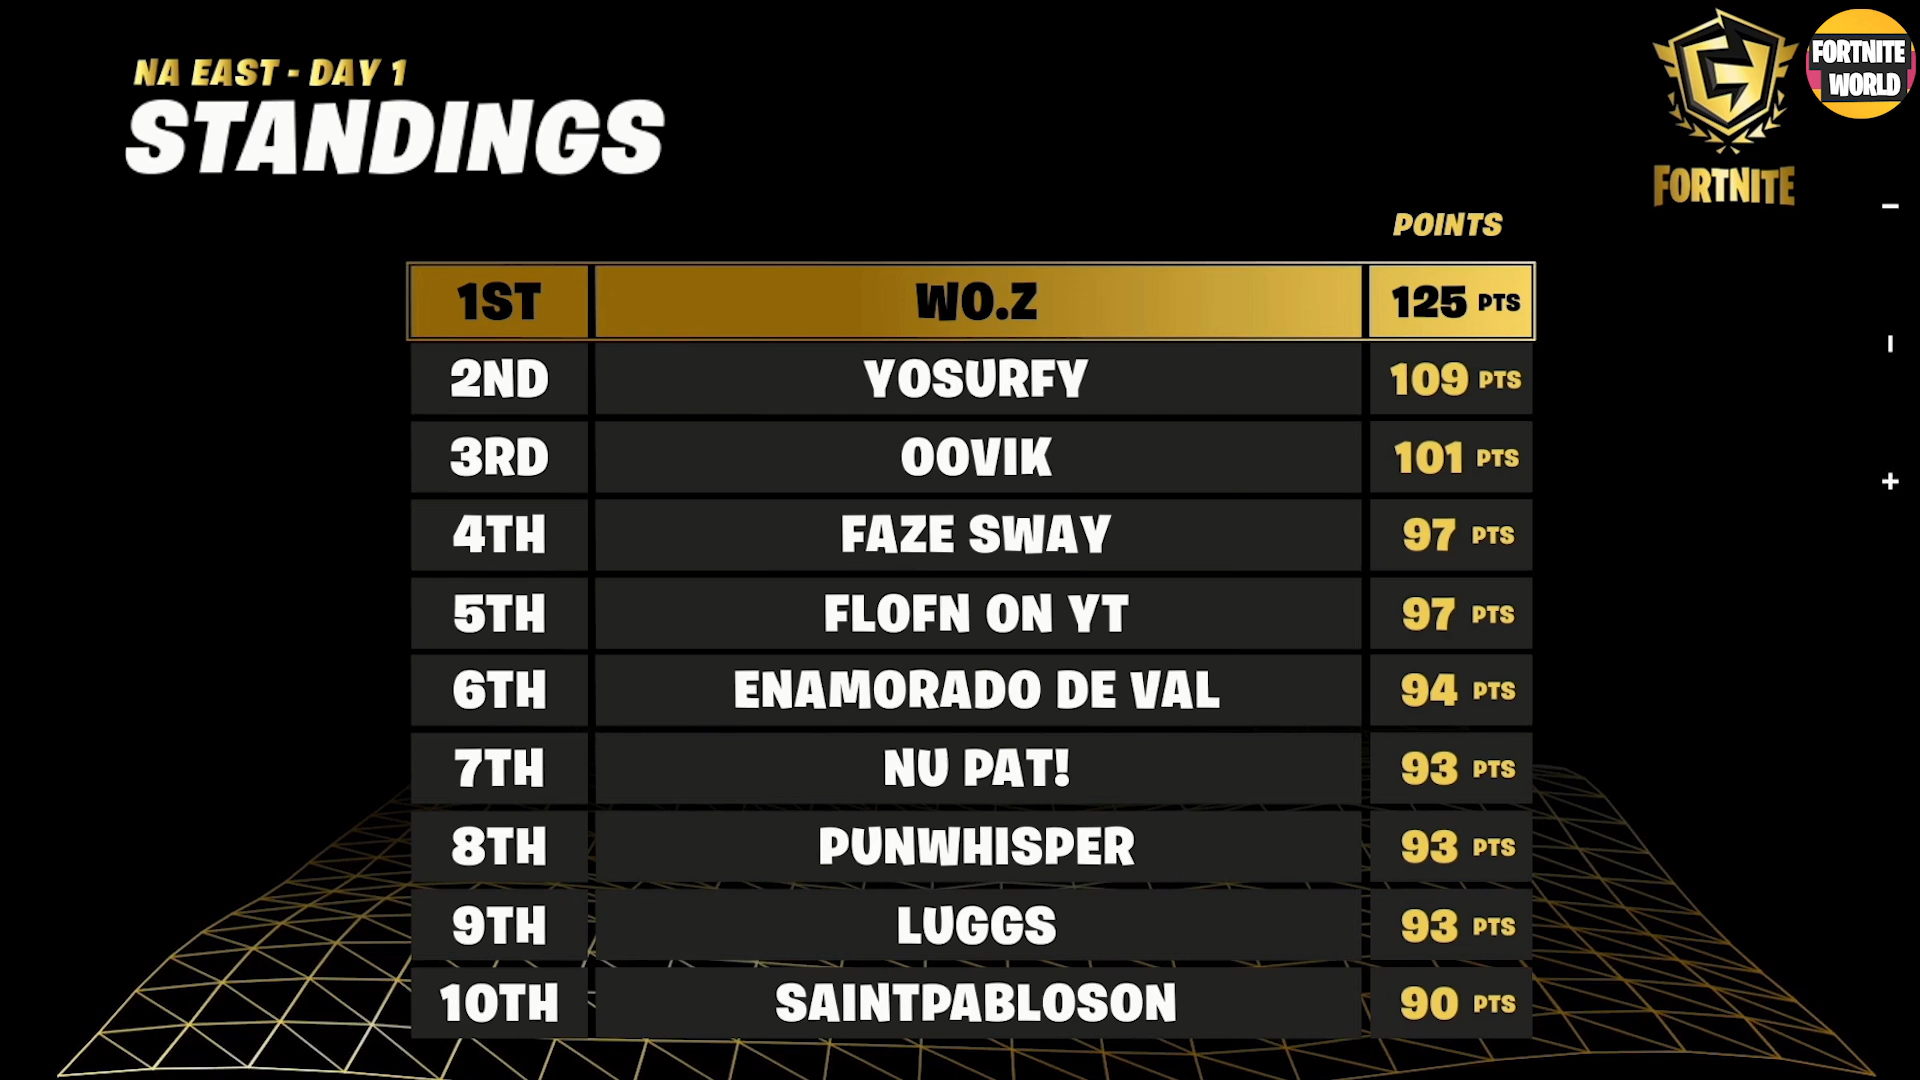 NA EAST - DAY 1
STANDINGS
FORTNITE
WORLD
FORTNITE
POINTS
1ST WO.Z 125 PTS
2ND YOSURFY 109 PTS
3RD OOVIK 101 PTS
4TH FAZE SWAY 97 PTS
5TH FLOFN ON YT 97 PTS
6TH ENAMORADO DE VAL 94 PTS
7TH NU PAT! 93 PTS
8TH PUNWHISPER 93 PTS
9TH LUGGS 93 PTS
10TH SAINTPABLOSON 90 PTS